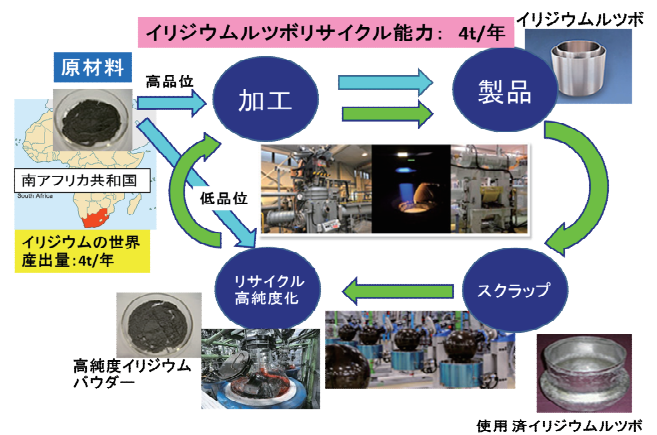 イリジウムルツボリサイクル能力： 4t/年
イリジウムルツボ
原材料
高品位
加工
製品
南アフリカ共和国
South Africa
低品位
イリジウムの世界
産出量：4t/年
リサイクル
高純度化
スクラップ
高純度イリジウム
パウダー
使用済イリジウムルツボ